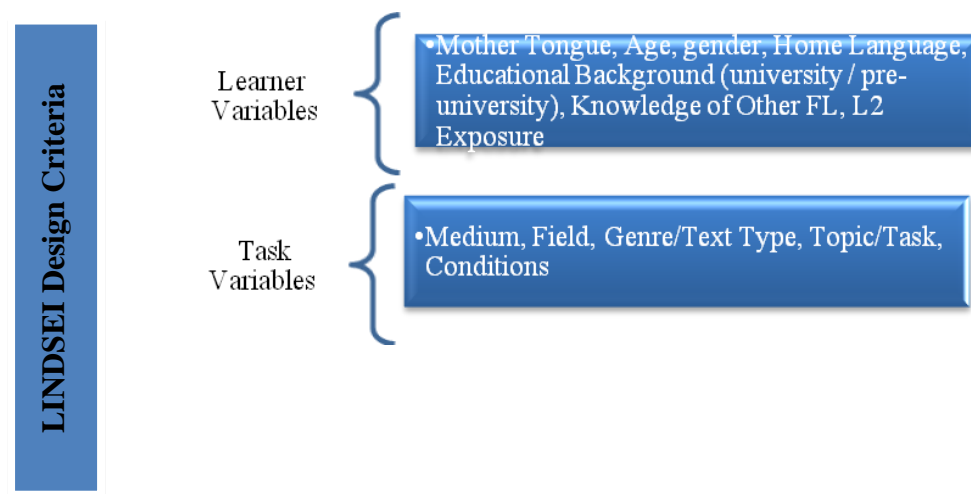 LINDSEI Design Criteria
Learner
Variables
•Mother Tongue, Age, gender, Home Language,
Educational Background (university / pre-
university), Knowledge of Other FL, L2
Exposure
Task
Variables
•Medium, Field, Genre/Text Type, Topic/Task,
Conditions